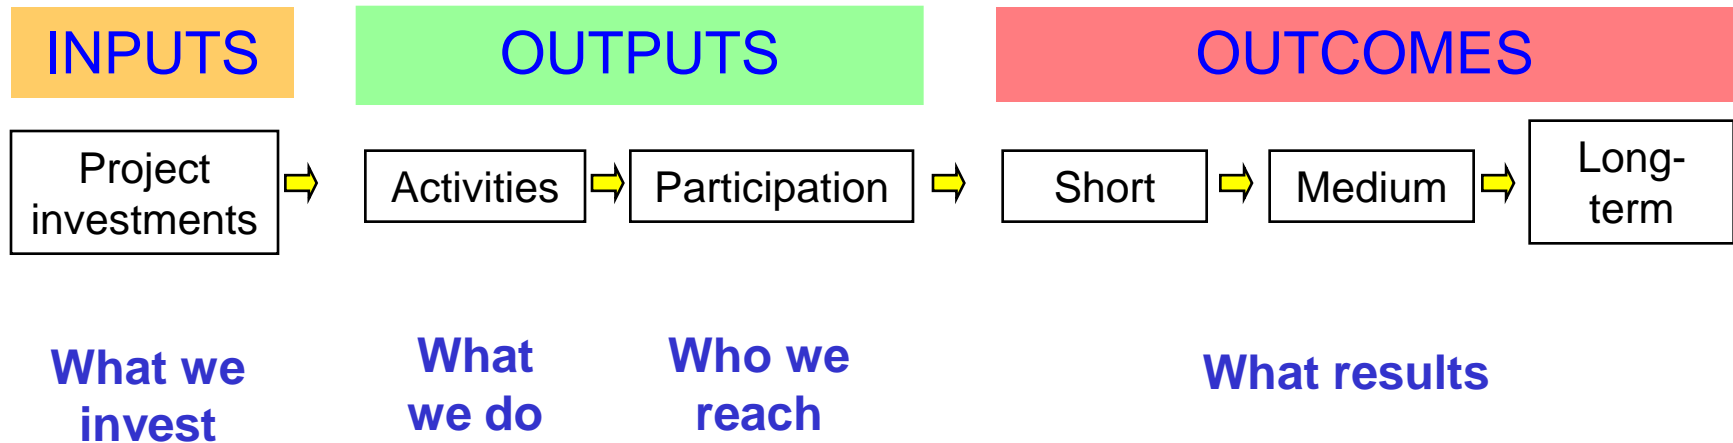 INPUTS
OUTPUTS
OUTCOMES
Project
investments
Activities
Participation
Short
Medium
Long-
term
What we
invest
What
we do
Who we
reach
What results